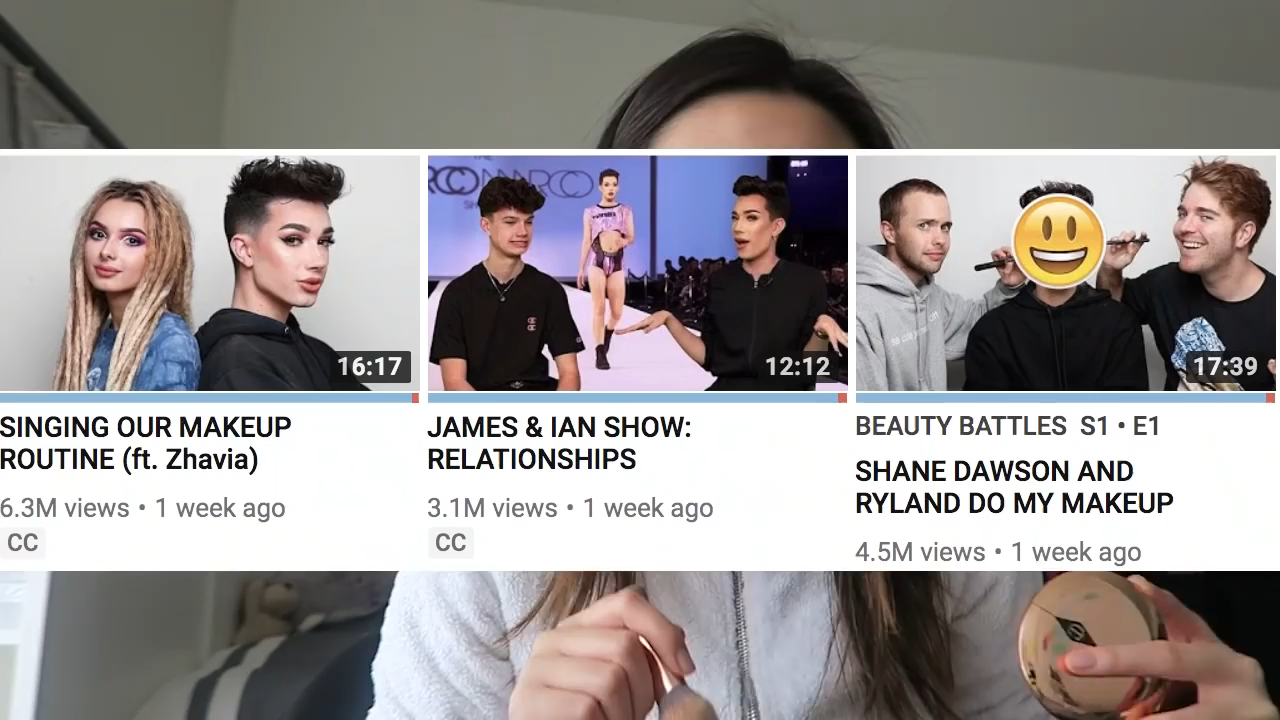 RCO MARCO
16:17
12:12
17:39
SINGING OUR MAKEUP
ROUTINE (ft. Zhavia)
6.3M views • 1 week ago
CC
JAMES & IAN SHOW:
RELATIONSHIPS
3.1M views • 1 week ago
CC
BEAUTY BATTLES S1 • E1
SHANE DAWSON AND
RYLAND DO MY MAKEUP
4.5M views • 1 week ago